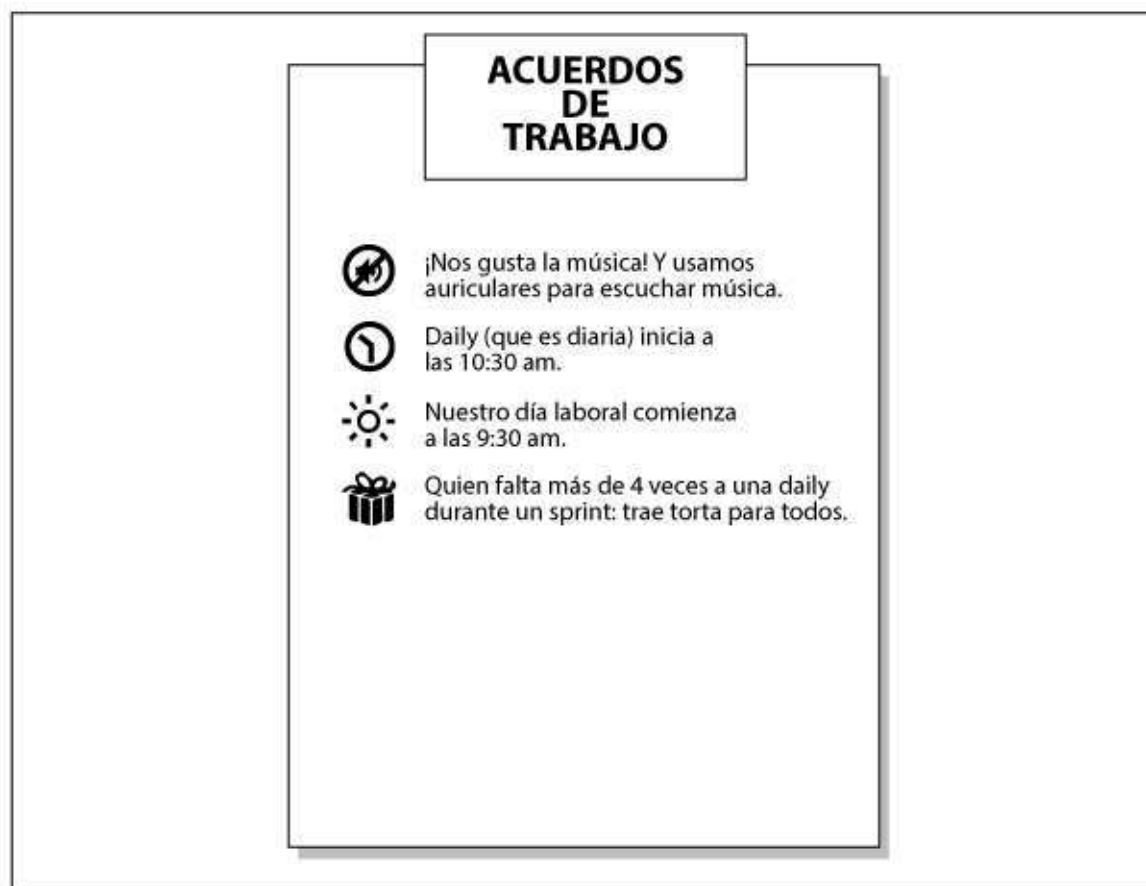 ACUERDOS
DE
TRABAJO
¡Nos gusta la música! Y usamos
auriculares para escuchar música.
Daily (que es diaria) inicia a
las 10:30 am.
Nuestro día laboral comienza
a las 9:30 am.
Quien falta más de 4 veces a una daily
durante un sprint: trae torta para todos.